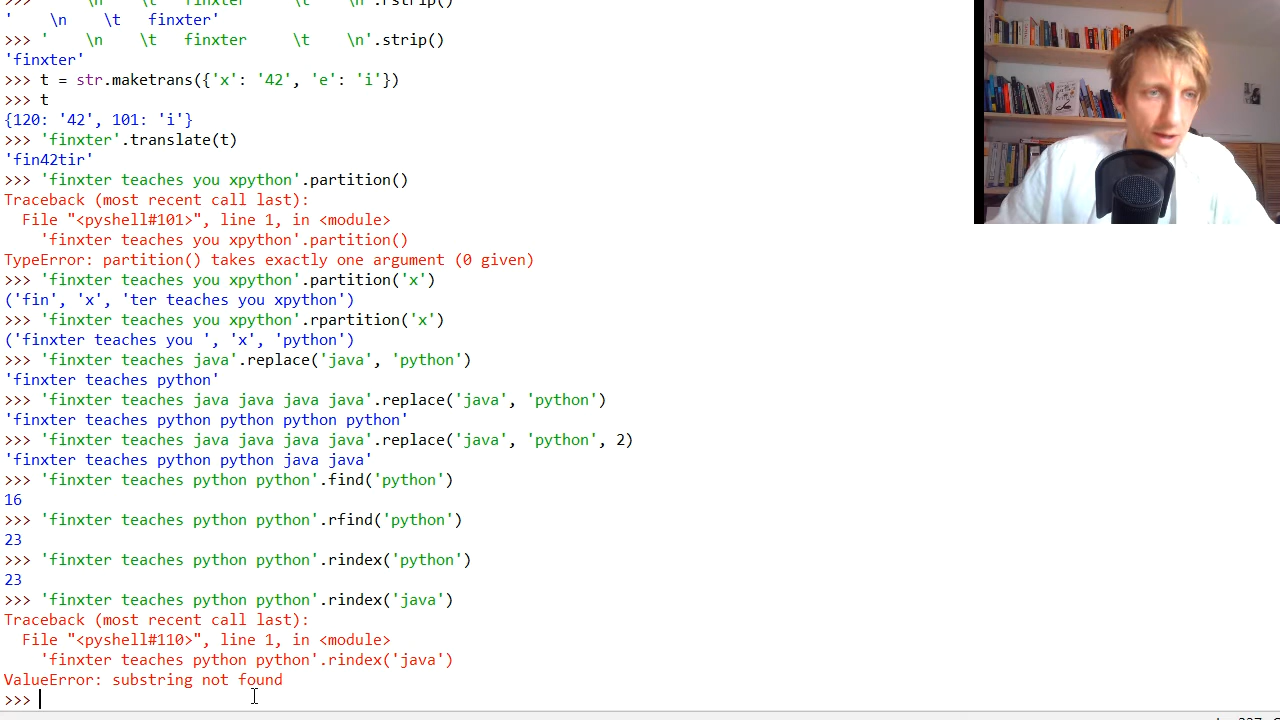 >>> '    \n    \t   finxter     \t    \n'.rstrip()
'    \n    \t   finxter'
>>> '    \n    \t   finxter     \t    \n'.strip()
'finxter'
>>> t = str.maketrans({'x': '42', 'e': 'i'})
>>> t
{120: '42', 101: 'i'}
>>> 'finxter'.translate(t)
'fin42tir'
>>> 'finxter teaches you xpython'.partition()
Traceback (most recent call last):
  File "<pyshell#101>", line 1, in <module>
    'finxter teaches you xpython'.partition()
TypeError: partition() takes exactly one argument (0 given)
>>> 'finxter teaches you xpython'.partition('x')
('fin', 'x', 'ter teaches you xpython')
>>> 'finxter teaches you xpython'.rpartition('x')
('finxter teaches you ', 'x', 'python')
>>> 'finxter teaches java'.replace('java', 'python')
'finxter teaches python'
>>> 'finxter teaches java java java java'.replace('java', 'python')
'finxter teaches python python python python'
>>> 'finxter teaches java java java java'.replace('java', 'python', 2)
'finxter teaches python python java java'
>>> 'finxter teaches python python'.find('python')
16
>>> 'finxter teaches python python'.rfind('python')
23
>>> 'finxter teaches python python'.rindex('python')
23
>>> 'finxter teaches python python'.rindex('java')
Traceback (most recent call last):
  File "<pyshell#110>", line 1, in <module>
    'finxter teaches python python'.rindex('java')
ValueError: substring not found
>>>